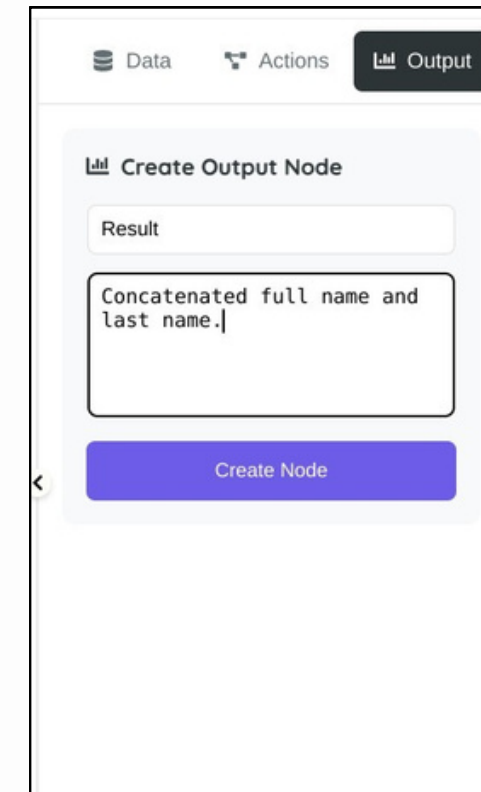 Data Actions Output
Create Output Node
Result
Concatenated full name and
last name.
Create Node